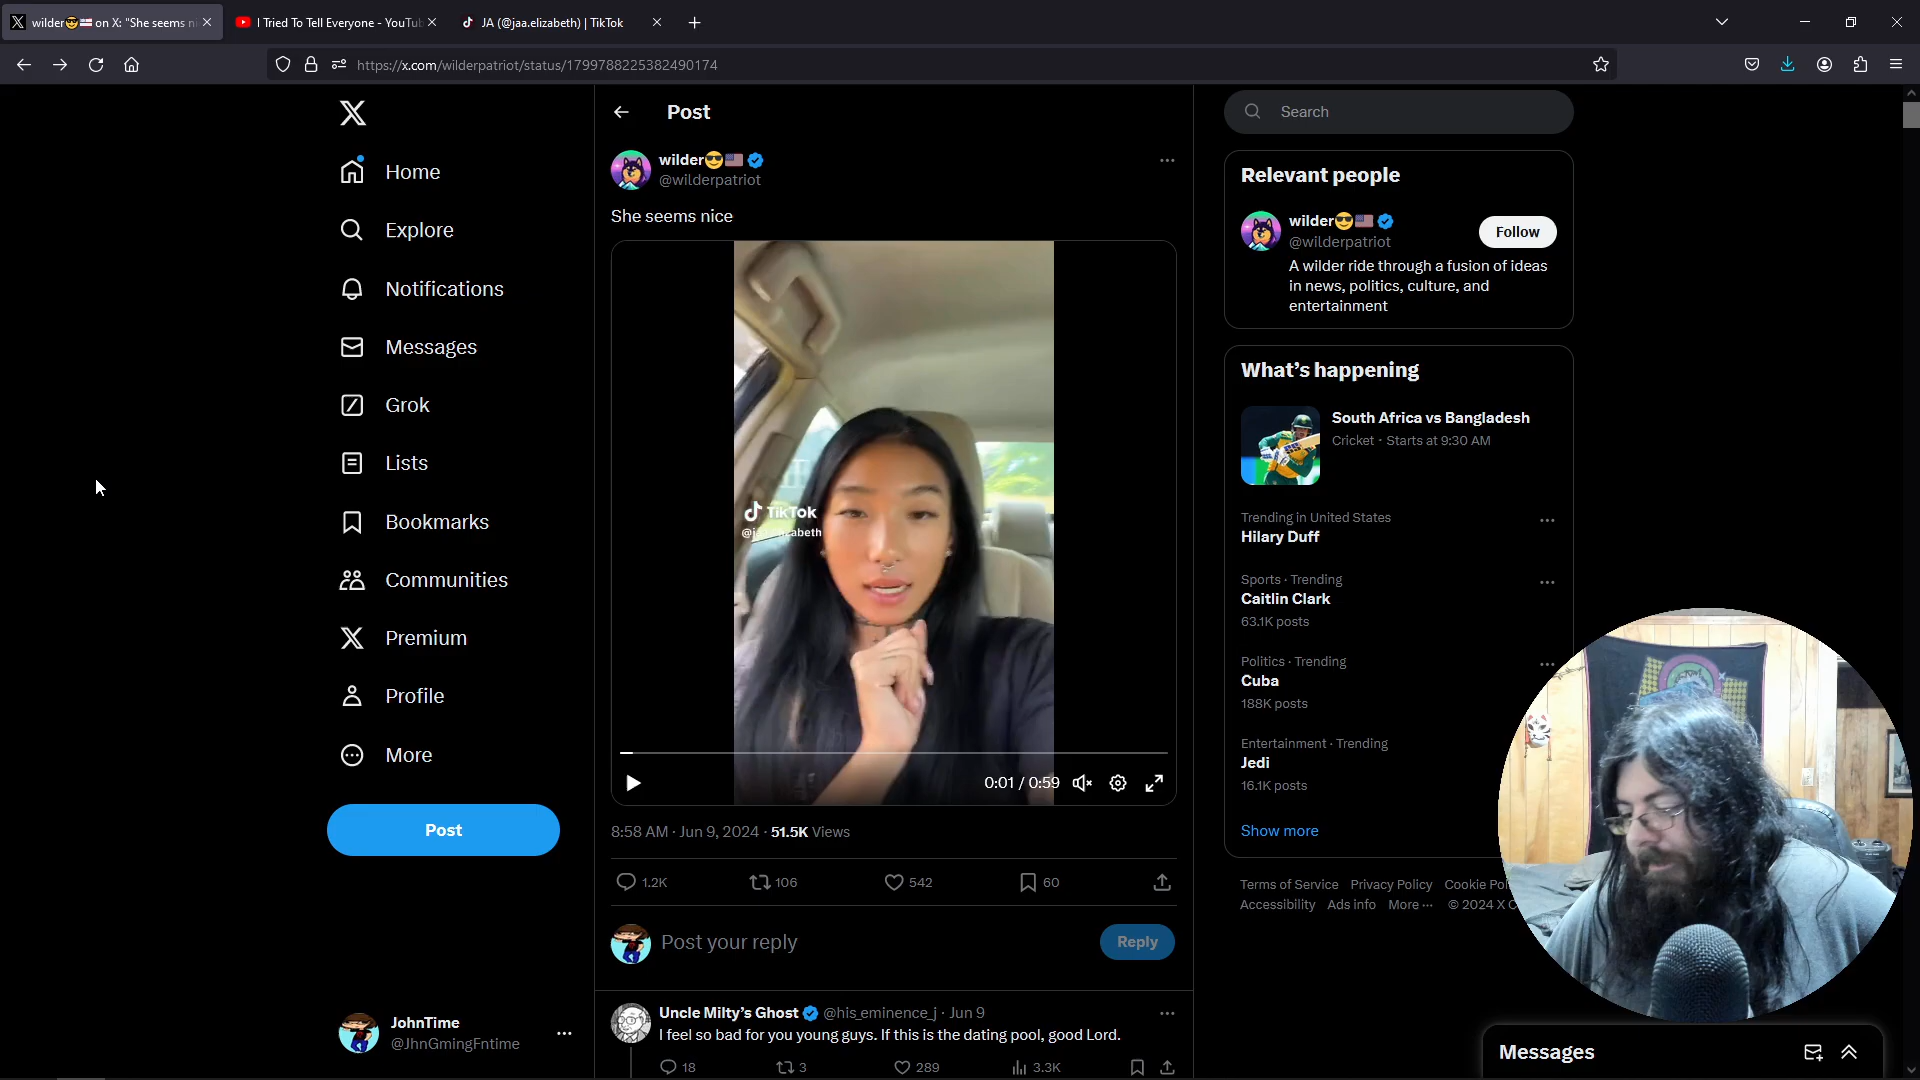 wilder😎🇺🇸 on X: "She seems ni
I Tried To Tell Everyone - YouTub
JA (@jaa.elizabeth) | TikTok
https://x.com/wilderpatriot/status/1799788225382490174
Home
Explore
Notifications
Messages
Grok
Lists
Bookmarks
Communities
Premium
Profile
More
Post
JohnTime
@JhnGmingFntime
Post
wilder😎🇺🇸
@wilderpatriot
She seems nice
TikTok
0:01 / 0:59
8:58 AM · Jun 9, 2024 · 51.5K Views
1.2K 106 542 60
Post your reply
Reply
Uncle Milty's Ghost @his_eminence_j · Jun 9
I feel so bad for you young guys. If this is the dating pool, good Lord.
18 3 289 3.3K
Search
Relevant people
wilder😎🇺🇸
@wilderpatriot
Follow
A wilder ride through a fusion of ideas
in news, politics, culture, and
entertainment
What's happening
South Africa vs Bangladesh
Cricket · Starts at 9:30 AM
Trending in United States
Hilary Duff
Sports · Trending
Caitlin Clark
63.1K posts
Politics · Trending
Cuba
188K posts
Entertainment · Trending
Jedi
16.1K posts
Show more
Terms of Service Privacy Policy Cookie Pol
Accessibility Ads info More ··· © 2024 X C
Messages